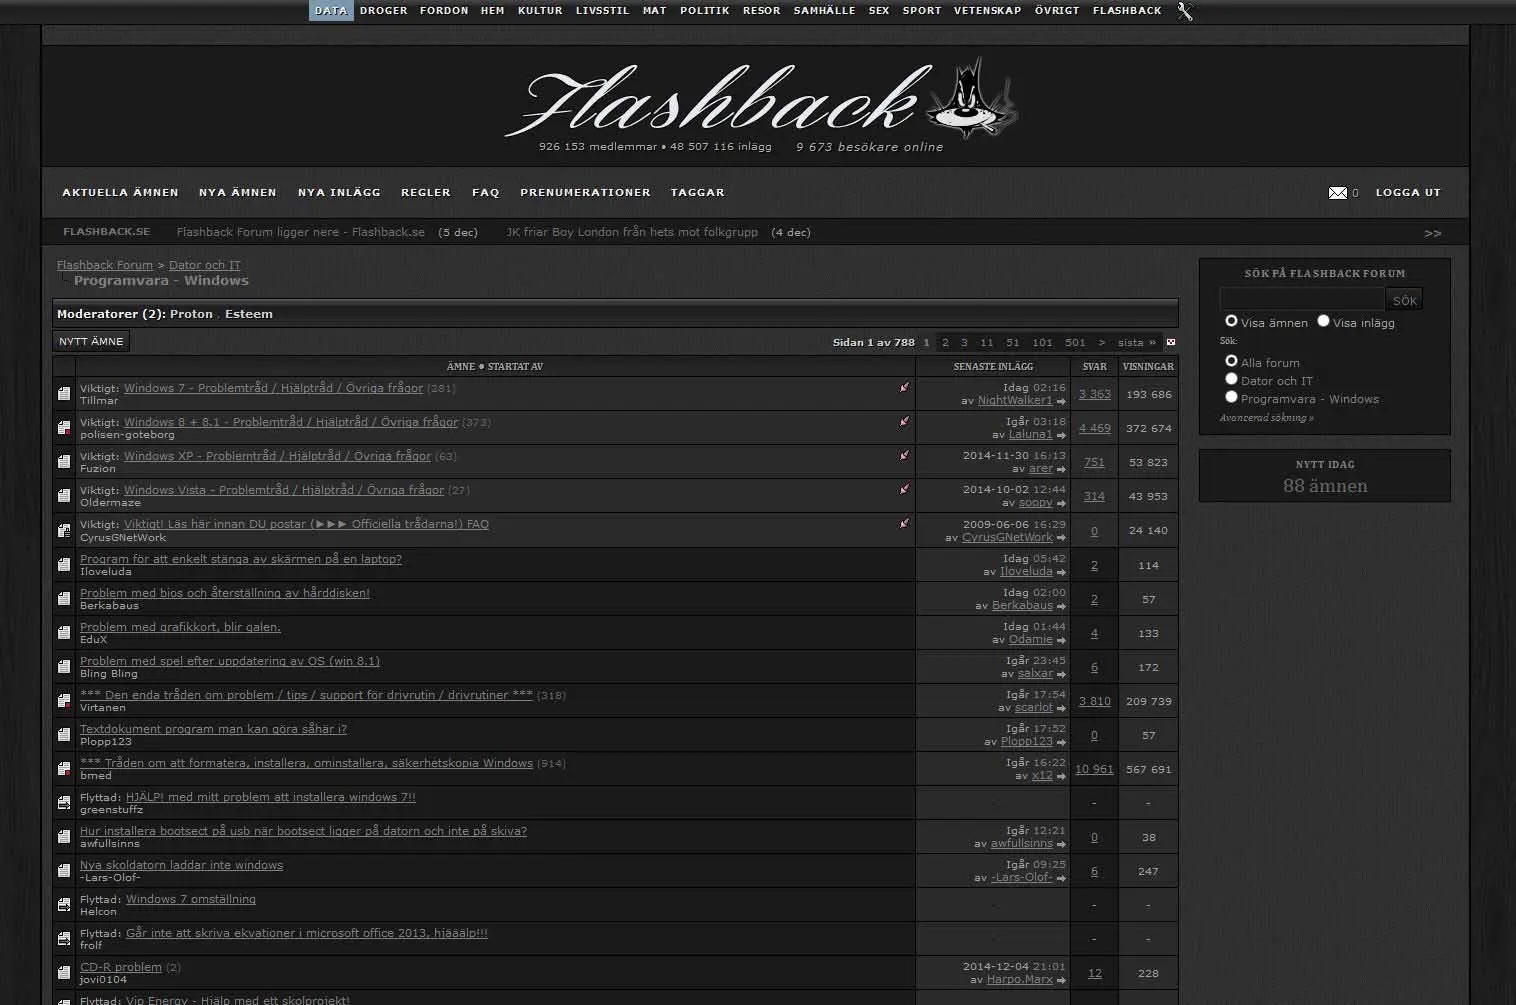 DATA DROGER FORDON HEM KULTUR LIVSSTIL MAT POLITIK RESOR SAMHÄLLE SEX SPORT VETENSKAP ÖVRIGT FLASHBACK
Flashback
926 153 medlemmar • 48 507 116 inlägg 9 673 besökare online
AKTUELLA ÄMNEN NYA ÄMNEN NYA INLÄGG REGLER FAQ PRENUMERATIONER TAGGAR 0 LOGGA UT
FLASHBACK.SE Flashback Forum ligger nere - Flashback.se (5 dec) JK friar Boy London från hets mot folkgrupp (4 dec) >>
Flashback Forum > Dator och IT
Programvara - Windows
Moderatorer (2): Proton , Esteem
NYTT ÄMNE
Sidan 1 av 788 1 2 3 11 51 101 501 > sista »
ÄMNE • STARTAT AV SENASTE INLÄGG SVAR VISNINGAR
Viktigt: Windows 7 - Problemtråd / Hjälptråd / Övriga frågor (281)
Tillmar
Idag 02:16
av NightWalker1
3 363 193 686
Viktigt: Windows 8 + 8.1 - Problemtråd / Hjälptråd / Övriga frågor (373)
polisen-goteborg
Igår 03:18
av Laluna1
4 469 372 674
Viktigt: Windows XP - Problemtråd / Hjälptråd / Övriga frågor (63)
Fuzion
2014-11-30 16:13
av arer
751 53 823
Viktigt: Windows Vista - Problemtråd / Hjälptråd / Övriga frågor (27)
Oldermaze
2014-10-02 12:44
av soopy
314 43 953
Viktigt: Viktigt! Läs här innan DU postar (►►► Officiella trådarna!) FAQ
CyrusGNetWork
2009-06-06 16:29
av CyrusGNetWork
0 24 140
Program för att enkelt stänga av skärmen på en laptop?
Iloveluda
Idag 05:42
av Iloveluda
2 114
Problem med bios och återställning av hårddisken!
Berkabaus
Idag 02:00
av Berkabaus
2 57
Problem med grafikkort, blir galen.
EduX
Idag 01:44
av Odamie
4 133
Problem med spel efter uppdatering av OS (win 8.1)
Bling Bling
Igår 23:45
av salxar
6 172
*** Den enda tråden om problem / tips / support för drivrutin / drivrutiner *** (318)
Virtanen
Igår 17:54
av scarlot
3 810 209 739
Textdokument program man kan göra såhär i?
Plopp123
Igår 17:52
av Plopp123
0 57
*** Tråden om att formatera, installera, ominstallera, säkerhetskopia Windows (914)
bmed
Igår 16:22
av x12
10 961 567 691
Flyttad: HJÄLP! med mitt problem att installera windows 7!!
greenstuffz
- - -
Hur installera bootsect på usb när bootsect ligger på datorn och inte på skiva?
awfullsinns
Igår 12:21
av awfullsinns
0 38
Nya skoldatorn laddar inte windows
-Lars-Olof-
Igår 09:25
av -Lars-Olof-
6 247
Flyttad: Windows 7 omställning
Helcon
- - -
Flyttad: Går inte att skriva ekvationer i microsoft office 2013, hjäääälp!!!
frolf
- - -
CD-R problem (2)
jovi0104
2014-12-04 21:01
av Harpo.Marx
12 228
Flyttad: Vip Energy - Hjälp med ett skolprojekt!
SÖK PÅ FLASHBACK FORUM
SÖK
Visa ämnen Visa inlägg
Sök:
Alla forum
Dator och IT
Programvara - Windows
Avancerad sökning »
NYTT IDAG
88 ämnen